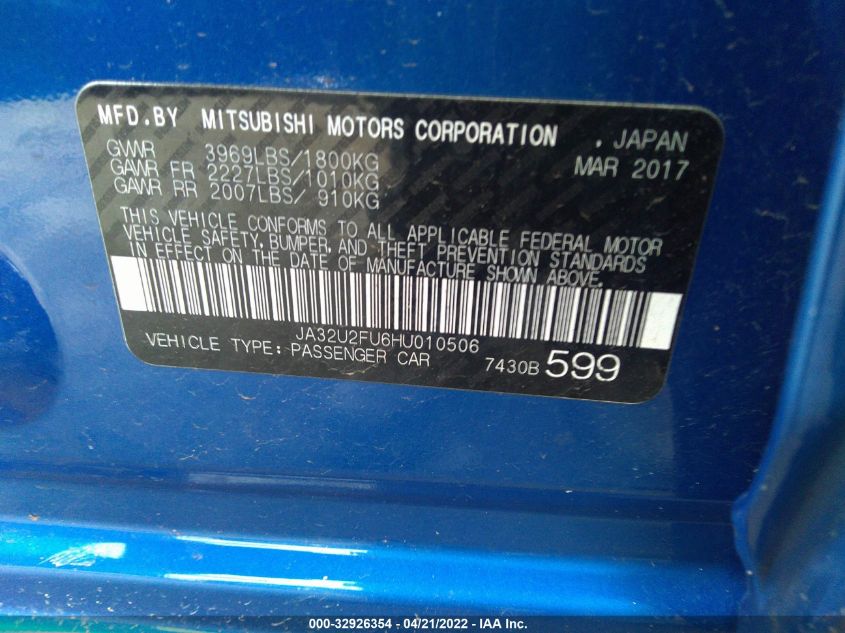 MFD.BY MITSUBISHI MOTORS CORPORATION , JAPAN
GVWR 3969LBS/1800KG MAR 2017
GAWR FR 2227LBS/1010KG
GAWR RR 2007LBS/ 910KG
THIS VEHICLE CONFORMS TO ALL APPLICABLE FEDERAL MOTOR
VEHICLE SAFETY, BUMPER, AND THEFT PREVENTION STANDARDS
IN EFFECT ON THE DATE OF MANUFACTURE SHOWN ABOVE.
JA32U2FU6HU010506
VEHICLE TYPE: PASSENGER CAR 7430B 599
000-32926354 - 04/21/2022 - IAA Inc.